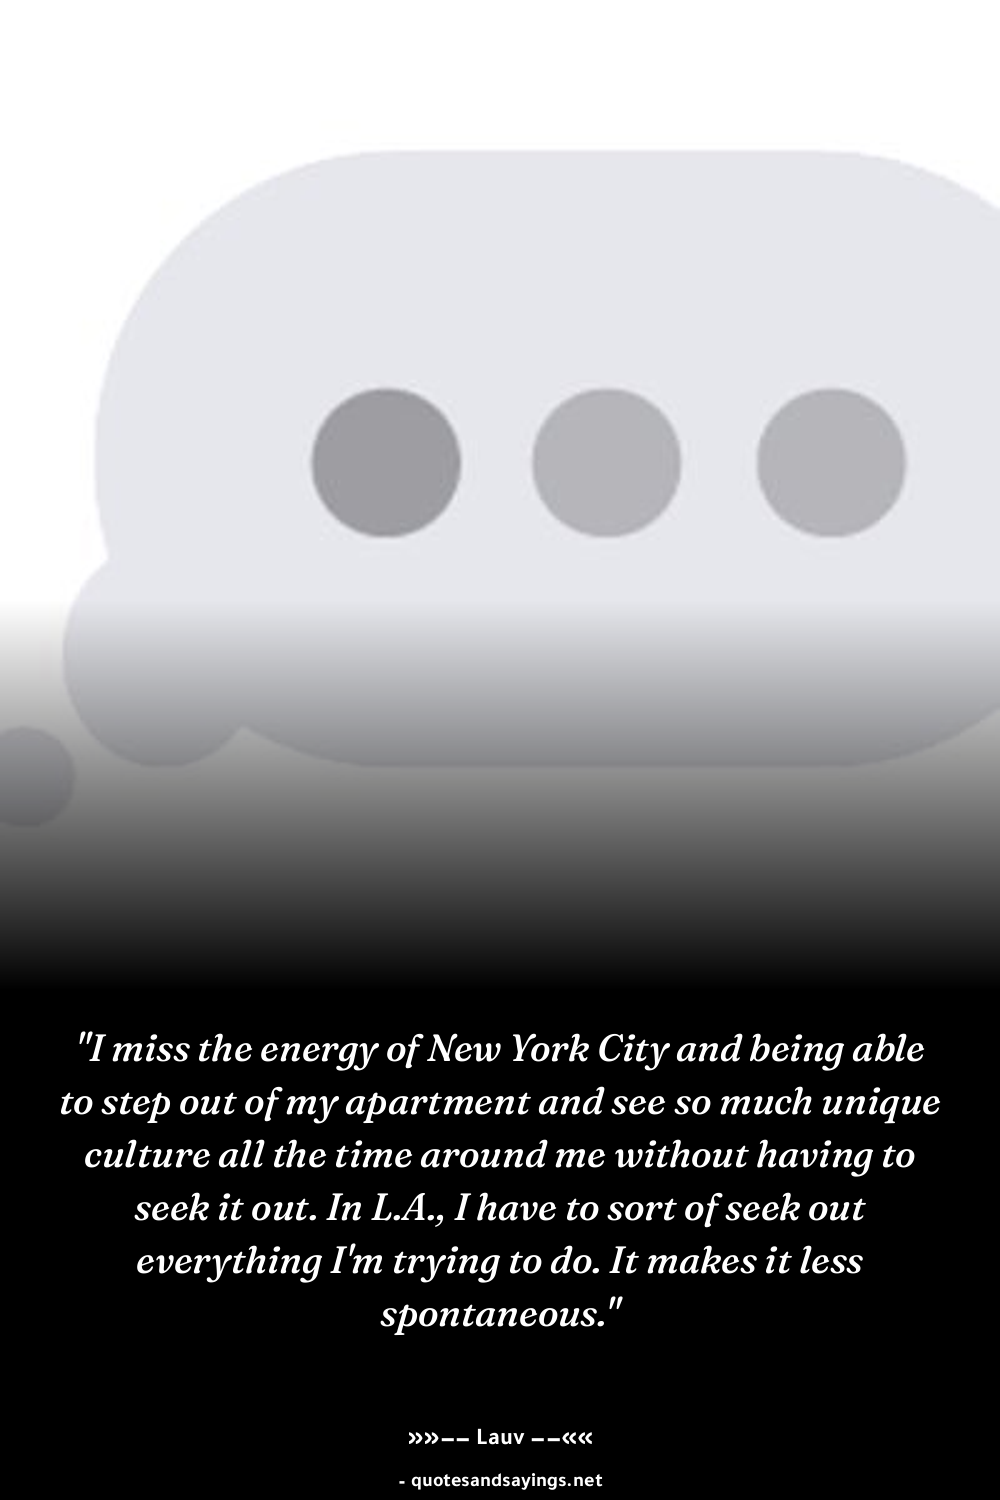 "I miss the energy of New York City and being able
to step out of my apartment and see so much unique
culture all the time around me without having to
seek it out. In L.A., I have to sort of seek out
everything I'm trying to do. It makes it less
spontaneous."
»»−− Lauv −−««
- quotesandsayings.net